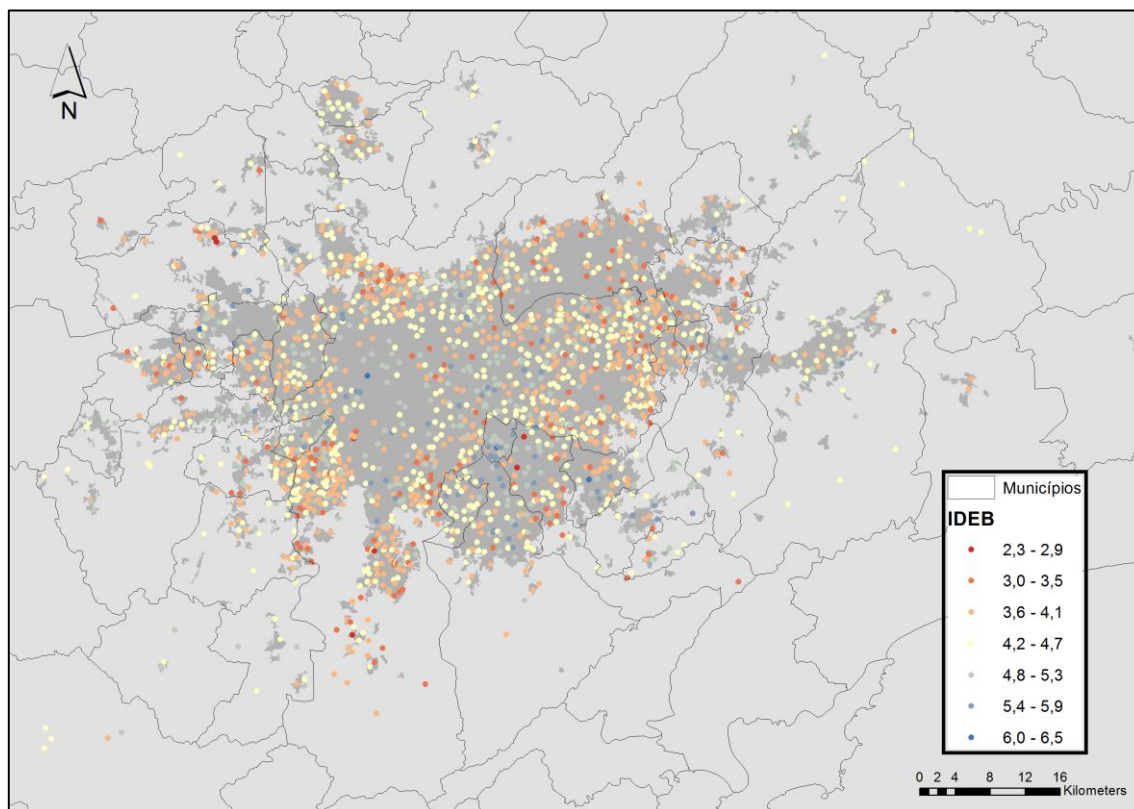 N
Municípios
IDEB
2,3 - 2,9
3,0 - 3,5
3,6 - 4,1
4,2 - 4,7
4,8 - 5,3
5,4 - 5,9
6,0 - 6,5
0 2 4 8 12 16
Kilometers